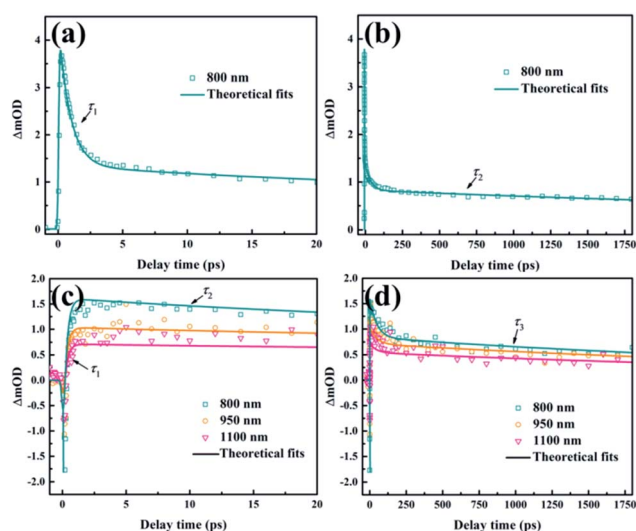 (a)
ΔmOD
4
3
2
1
0
τ1
800 nm
Theoretical fits
0 5 10 15 20
Delay time (ps)
(b)
ΔmOD
4
3
2
1
0
800 nm
Theoretical fits
τ2
0 250 500 750 1000 1250 1500 1750
Delay time (ps)
(c)
ΔmOD
2.0
1.5
1.0
0.5
0.0
-0.5
-1.0
-1.5
-2.0
τ2
τ1
800 nm
950 nm
1100 nm
Theoretical fits
0 5 10 15 20
Delay time (ps)
(d)
ΔmOD
2.0
1.5
1.0
0.5
0.0
-0.5
-1.0
-1.5
-2.0
τ3
800 nm
950 nm
1100 nm
Theoretical fits
0 250 500 750 1000 1250 1500 1750
Delay time (ps)